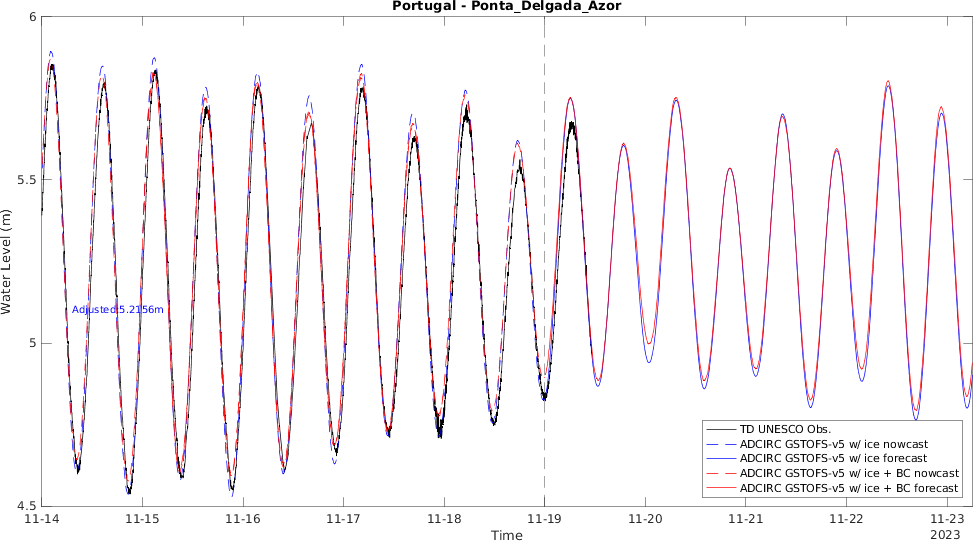 Portugal - Ponta_Delgada_Azor
Water Level (m)
6
5.5
5
4.5
Adjusted:5.2156m
TD UNESCO Obs.
ADCIRC GSTOFS-v5 w/ ice nowcast
ADCIRC GSTOFS-v5 w/ ice forecast
ADCIRC GSTOFS-v5 w/ ice + BC nowcast
ADCIRC GSTOFS-v5 w/ ice + BC forecast
11-14 11-15 11-16 11-17 11-18 11-19 11-20 11-21 11-22 11-23
Time 2023